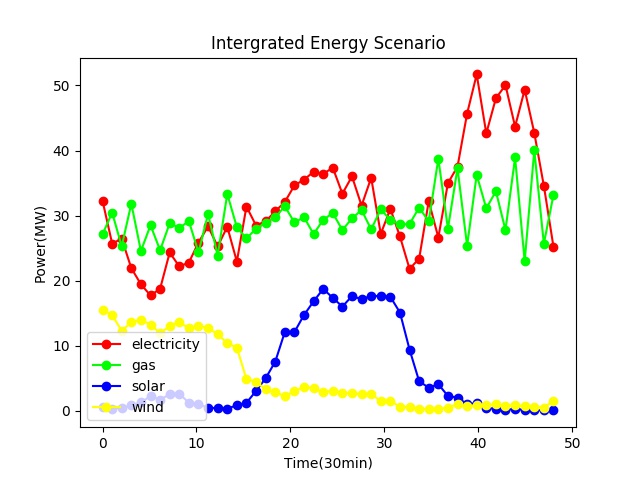 Intergrated Energy Scenario
Power(MW)
50
40
30
20
10
0
electricity
gas
solar
wind
0 10 20 30 40 50
Time(30min)